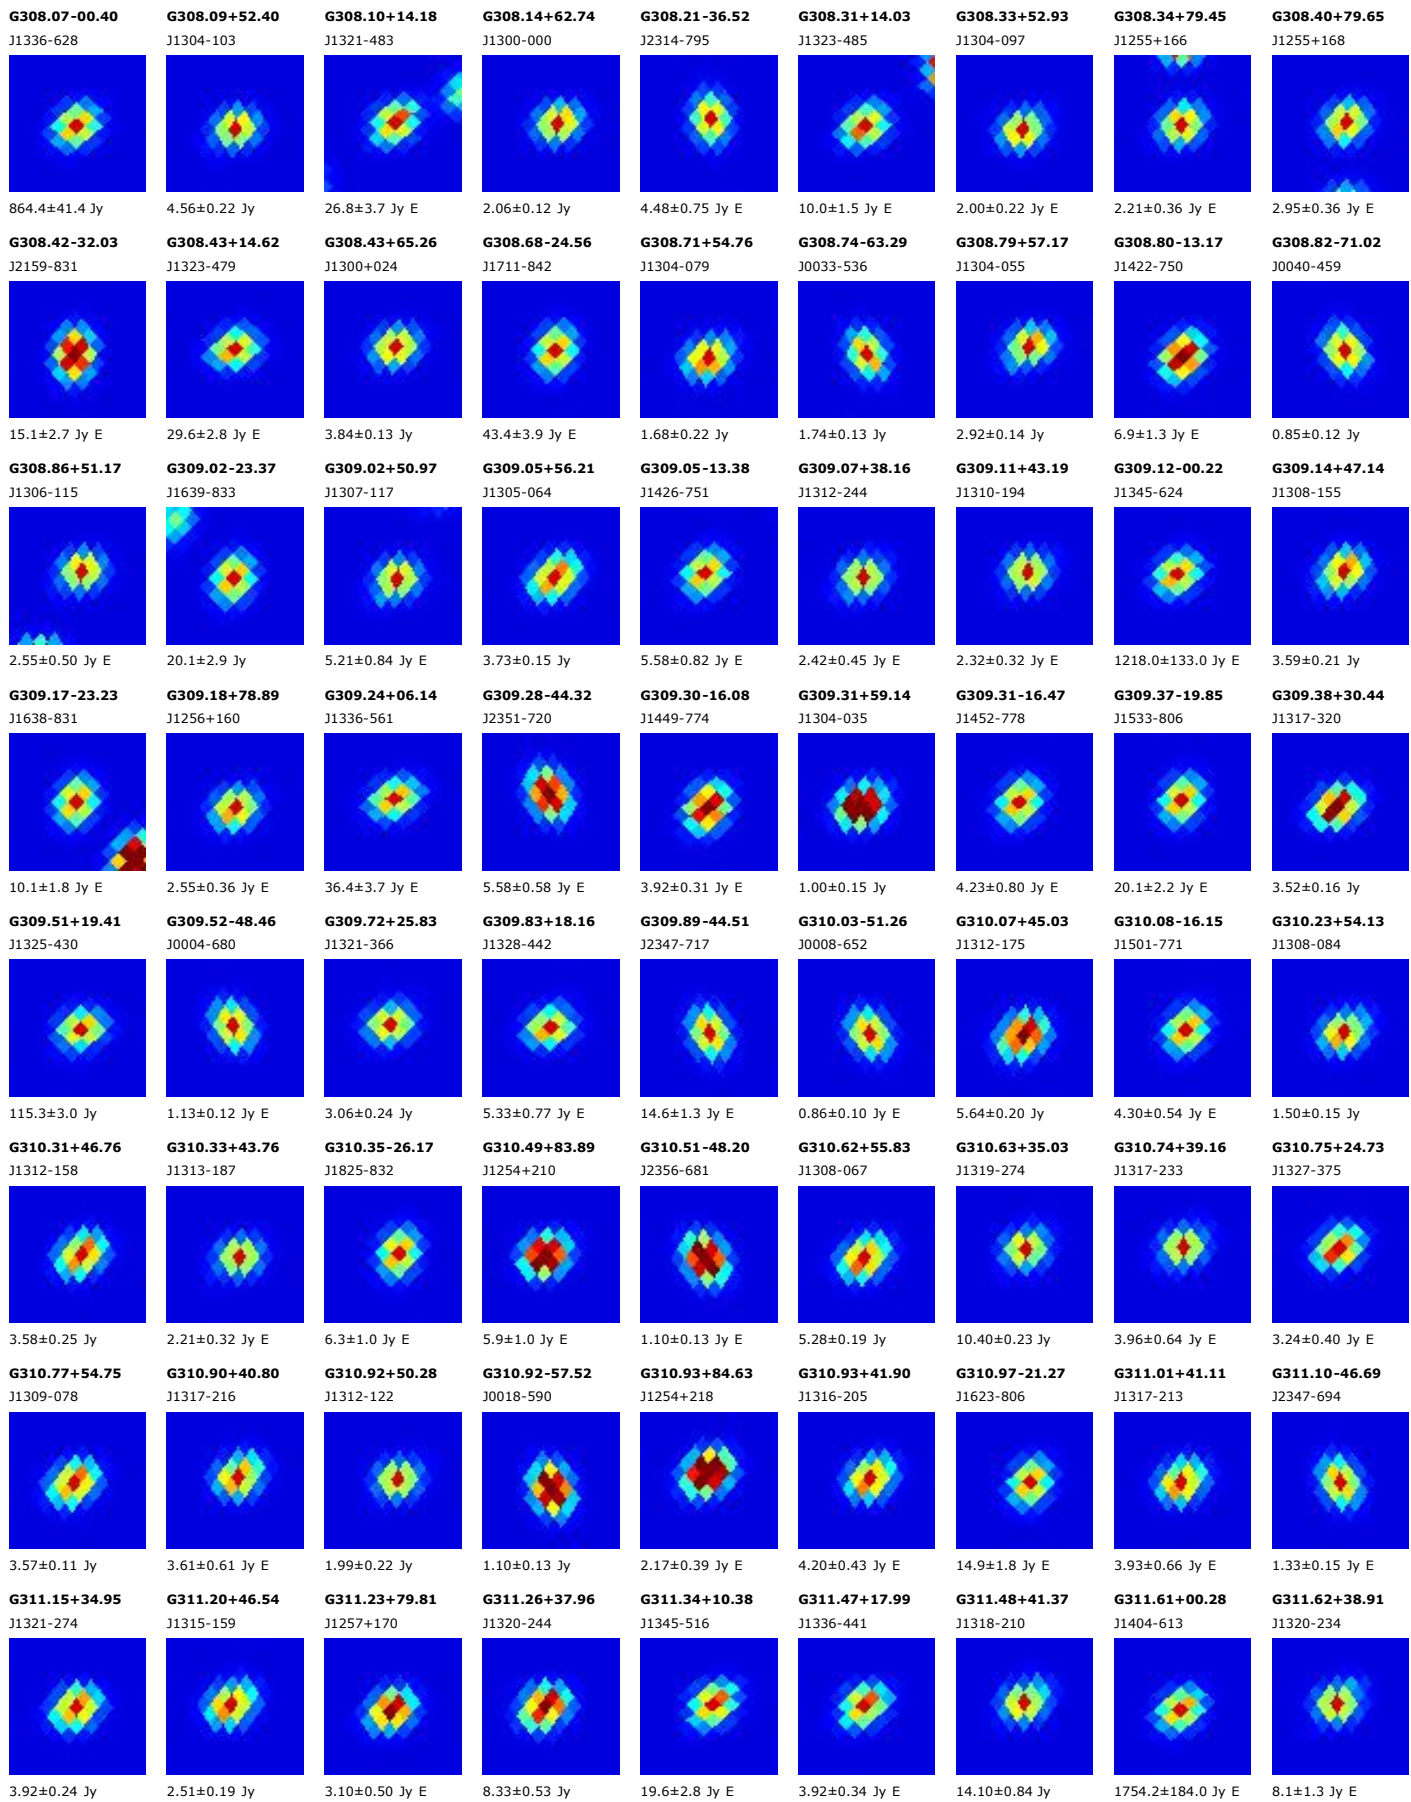 G308.07-00.40 G308.09+52.40 G308.10+14.18 G308.14+62.74 G308.21-36.52 G308.31+14.03 G308.33+52.93 G308.34+79.45 G308.40+79.65
J1336-628 J1304-103 J1321-483 J1300-000 J2314-795 J1323-485 J1304-097 J1255+166 J1255+168
864.4±41.4 Jy 4.56±0.22 Jy 26.8±3.7 Jy E 2.06±0.12 Jy 4.48±0.75 Jy E 10.0±1.5 Jy E 2.00±0.22 Jy E 2.21±0.36 Jy E 2.95±0.36 Jy E
G308.42-32.03 G308.43+14.62 G308.43+65.26 G308.68-24.56 G308.71+54.76 G308.74-63.29 G308.79+57.17 G308.80-13.17 G308.82-71.02
J2159-831 J1323-479 J1300+024 J1711-842 J1304-079 J0033-536 J1304-055 J1422-750 J0040-459
15.1±2.7 Jy E 29.6±2.8 Jy E 3.84±0.13 Jy 43.4±3.9 Jy E 1.68±0.22 Jy 1.74±0.13 Jy 2.92±0.14 Jy 6.9±1.3 Jy E 0.85±0.12 Jy
G308.86+51.17 G309.02-23.37 G309.02+50.97 G309.05+56.21 G309.05-13.38 G309.07+38.16 G309.11+43.19 G309.12-00.22 G309.14+47.14
J1306-115 J1639-833 J1307-117 J1305-064 J1426-751 J1312-244 J1310-194 J1345-624 J1308-155
2.55±0.50 Jy E 20.1±2.9 Jy 5.21±0.84 Jy E 3.73±0.15 Jy 5.58±0.82 Jy E 2.42±0.45 Jy E 2.32±0.32 Jy E 1218.0±133.0 Jy E 3.59±0.21 Jy
G309.17-23.23 G309.18+78.89 G309.24+06.14 G309.28-44.32 G309.30-16.08 G309.31+59.14 G309.31-16.47 G309.37-19.85 G309.38+30.44
J1638-831 J1256+160 J1336-561 J2351-720 J1449-774 J1304-035 J1452-778 J1533-806 J1317-320
10.1±1.8 Jy E 2.55±0.36 Jy E 36.4±3.7 Jy E 5.58±0.58 Jy E 3.92±0.31 Jy E 1.00±0.15 Jy 4.23±0.80 Jy E 20.1±2.2 Jy E 3.52±0.16 Jy
G309.51+19.41 G309.52-48.46 G309.72+25.83 G309.83+18.16 G309.89-44.51 G310.03-51.26 G310.07+45.03 G310.08-16.15 G310.23+54.13
J1325-430 J0004-680 J1321-366 J1328-442 J2347-717 J0008-652 J1312-175 J1501-771 J1308-084
115.3±3.0 Jy 1.13±0.12 Jy E 3.06±0.24 Jy 5.33±0.77 Jy E 14.6±1.3 Jy E 0.86±0.10 Jy E 5.64±0.20 Jy 4.30±0.54 Jy E 1.50±0.15 Jy
G310.31+46.76 G310.33+43.76 G310.35-26.17 G310.49+83.89 G310.51-48.20 G310.62+55.83 G310.63+35.03 G310.74+39.16 G310.75+24.73
J1312-158 J1313-187 J1825-832 J1254+210 J2356-681 J1308-067 J1319-274 J1317-233 J1327-375
3.58±0.25 Jy 2.21±0.32 Jy E 6.3±1.0 Jy E 5.9±1.0 Jy E 1.10±0.13 Jy E 5.28±0.19 Jy 10.40±0.23 Jy 3.96±0.64 Jy E 3.24±0.40 Jy E
G310.77+54.75 G310.90+40.80 G310.92+50.28 G310.92-57.52 G310.93+84.63 G310.93+41.90 G310.97-21.27 G311.01+41.11 G311.10-46.69
J1309-078 J1317-216 J1312-122 J0018-590 J1254+218 J1316-205 J1623-806 J1317-213 J2347-694
3.57±0.11 Jy 3.61±0.61 Jy E 1.99±0.22 Jy 1.10±0.13 Jy 2.17±0.39 Jy E 4.20±0.43 Jy E 14.9±1.8 Jy E 3.93±0.66 Jy E 1.33±0.15 Jy E
G311.15+34.95 G311.20+46.54 G311.23+79.81 G311.26+37.96 G311.34+10.38 G311.47+17.99 G311.48+41.37 G311.61+00.28 G311.62+38.91
J1321-274 J1315-159 J1257+170 J1320-244 J1345-516 J1336-441 J1318-210 J1404-613 J1320-234
3.92±0.24 Jy 2.51±0.19 Jy 3.10±0.50 Jy E 8.33±0.53 Jy 19.6±2.8 Jy E 3.92±0.34 Jy E 14.10±0.84 Jy 1754.2±184.0 Jy E 8.1±1.3 Jy E